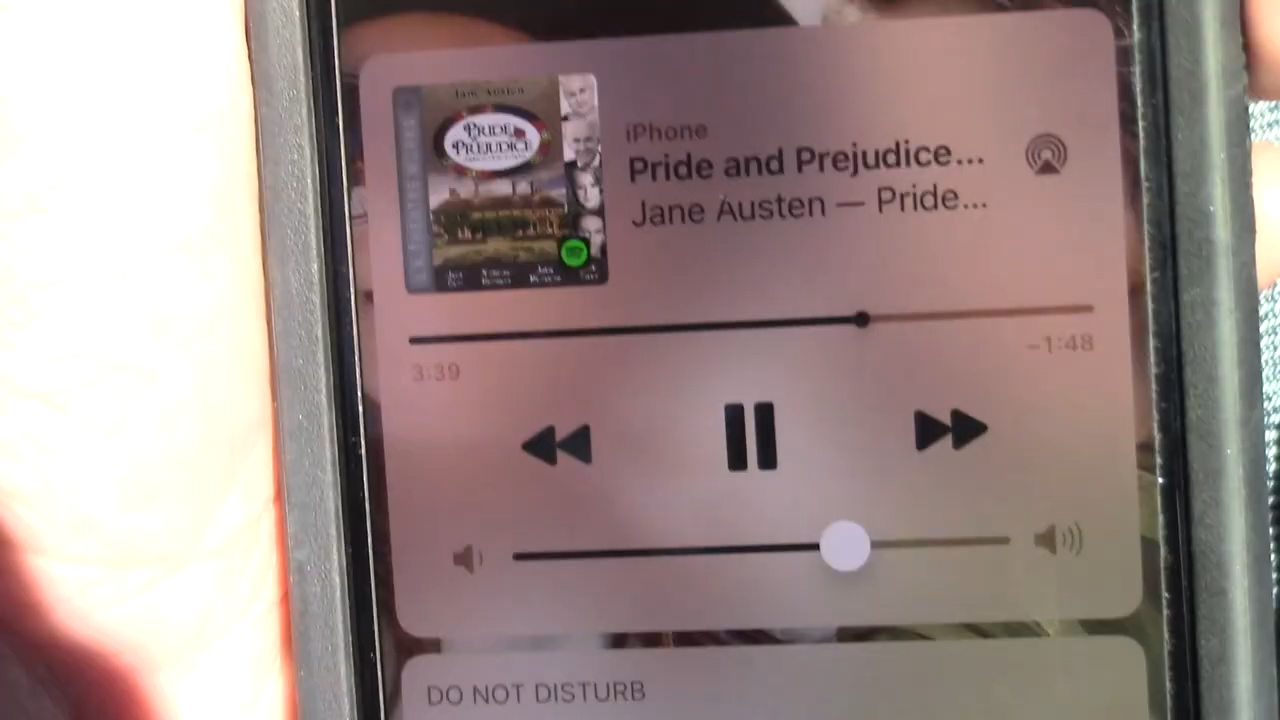 Jane Austen
PRIDE
PREJUDICE
iPhone
Pride and Prejudice...
Jane Austen — Pride...
3:39
-1:48
DO NOT DISTURB